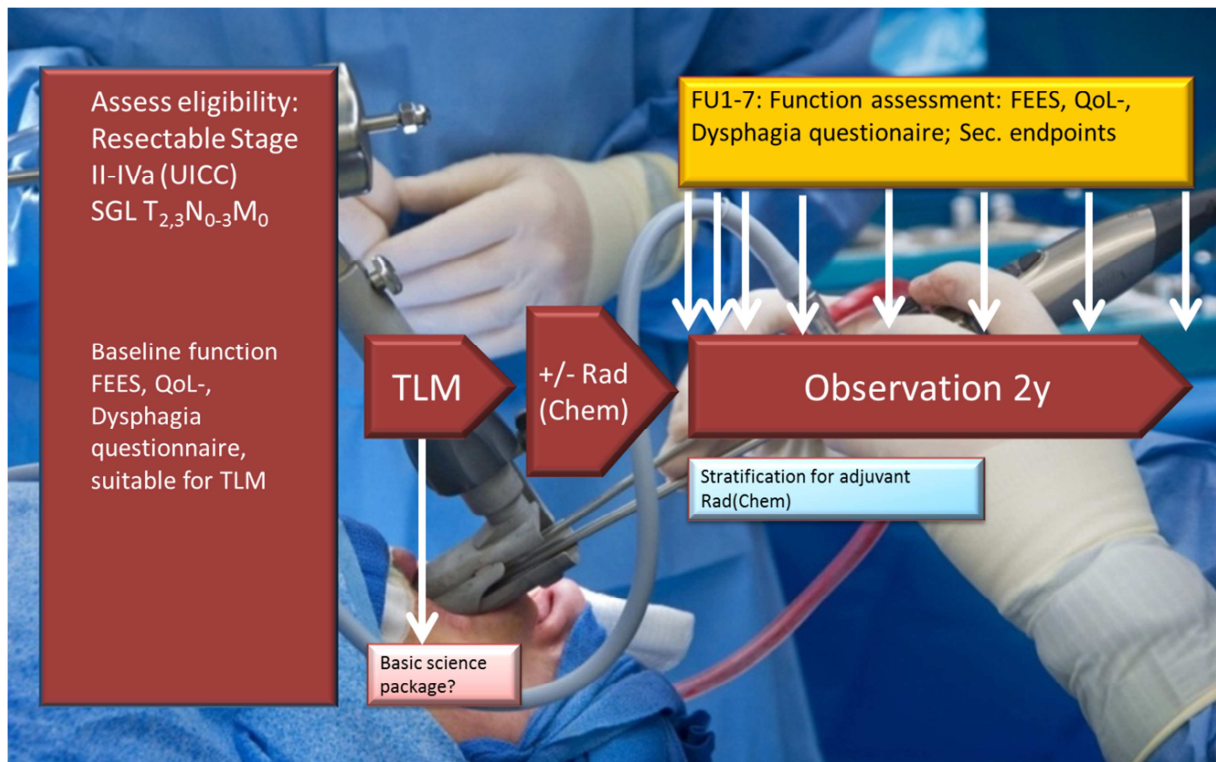 Assess eligibility:
Resectable Stage
II-IVa (UICC)
SGL T2,3N0-3M0
Baseline function
FEES, QoL-,
Dysphagia
questionnaire,
suitable for TLM
TLM
Basic science
package?
+/- Rad
(Chem)
FU1-7: Function assessment: FEES, QoL-,
Dysphagia questionaire; Sec. endpoints
Observation 2y
Stratification for adjuvant
Rad(Chem)